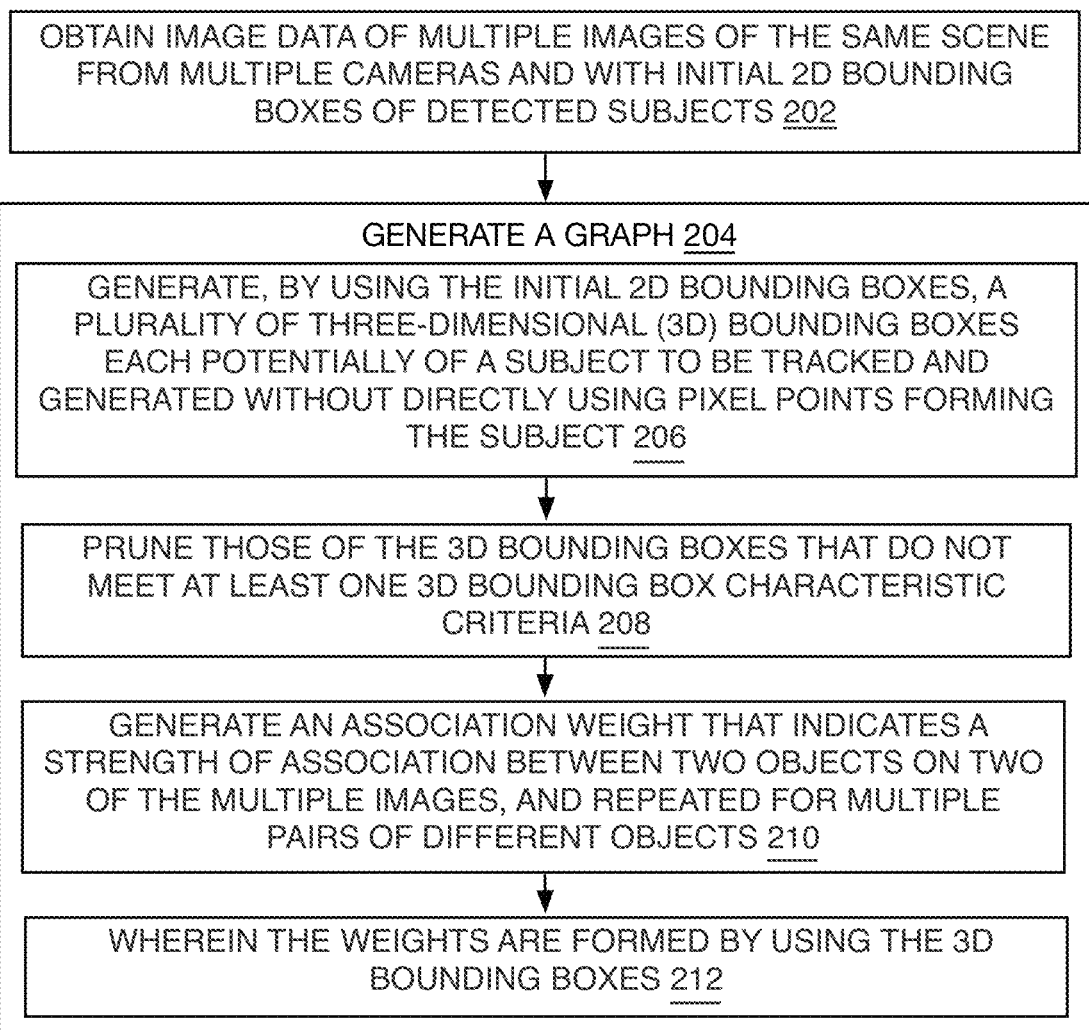 OBTAIN IMAGE DATA OF MULTIPLE IMAGES OF THE SAME SCENE
FROM MULTIPLE CAMERAS AND WITH INITIAL 2D BOUNDING
BOXES OF DETECTED SUBJECTS 202
GENERATE A GRAPH 204
GENERATE, BY USING THE INITIAL 2D BOUNDING BOXES, A
PLURALITY OF THREE-DIMENSIONAL (3D) BOUNDING BOXES
EACH POTENTIALLY OF A SUBJECT TO BE TRACKED AND
GENERATED WITHOUT DIRECTLY USING PIXEL POINTS FORMING
THE SUBJECT 206
PRUNE THOSE OF THE 3D BOUNDING BOXES THAT DO NOT
MEET AT LEAST ONE 3D BOUNDING BOX CHARACTERISTIC
CRITERIA 208
GENERATE AN ASSOCIATION WEIGHT THAT INDICATES A
STRENGTH OF ASSOCIATION BETWEEN TWO OBJECTS ON TWO
OF THE MULTIPLE IMAGES, AND REPEATED FOR MULTIPLE
PAIRS OF DIFFERENT OBJECTS 210
WHEREIN THE WEIGHTS ARE FORMED BY USING THE 3D
BOUNDING BOXES 212